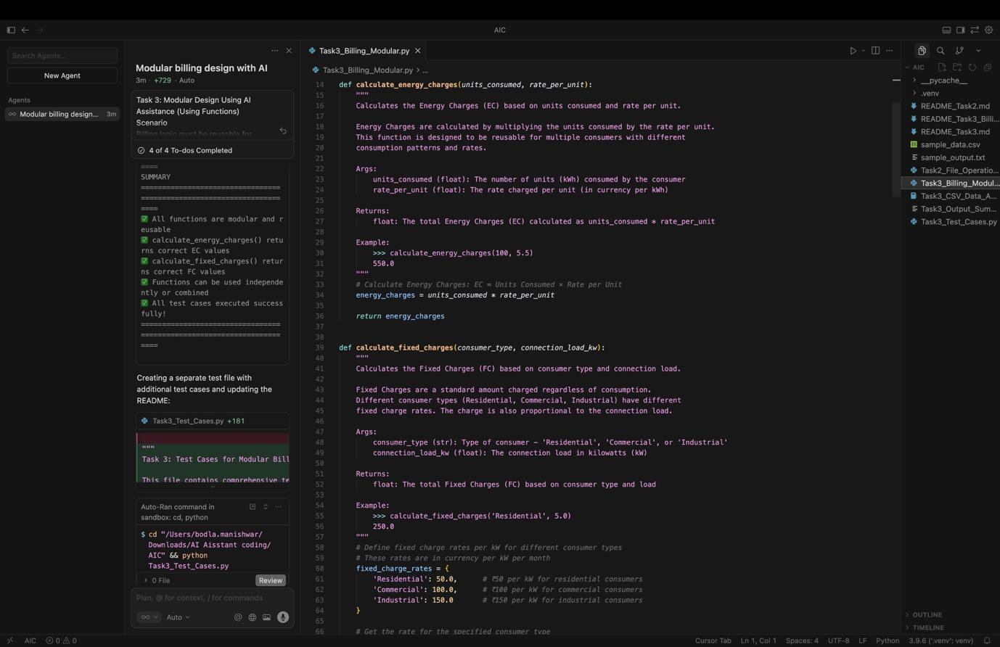 AIC
Search Agents...
New Agent
Agents
Modular billing design... 3m
Modular billing design with AI
3m · +729 · Auto
Task 3: Modular Design Using AI
Assistance (Using Functions)
Scenario
Billing logic must be reusable for
4 of 4 To-dos Completed
====
SUMMARY
=================================
=================================
====
✅ All functions are modular and r
eusable
✅ calculate_energy_charges() retu
rns correct EC values
✅ calculate_fixed_charges() retur
ns correct FC values
✅ Functions can be used independe
ntly or combined
✅ All test cases executed success
fully!
=================================
=================================
====
Creating a separate test file with
additional test cases and updating the
README:
Task3_Test_Cases.py +181
"""
Task 3: Test Cases for Modular Bill
This file contains comprehensive te
Auto-Ran command in
sandbox: cd, python
$ cd "/Users/bodla.manishwar/
Downloads/AI Aisstant coding/
AIC" && python
Task3_Test_Cases.py
> 0 File Review
Plan, @ for context, / for commands
∞ Auto @
Task3_Billing_Modular.py
Task3_Billing_Modular.py > ...
14 def calculate_energy_charges(units_consumed, rate_per_unit):
15 """
16 Calculates the Energy Charges (EC) based on units consumed and rate per unit.
17
18 Energy Charges are calculated by multiplying the units consumed by the rate per unit.
19 This function is designed to be reusable for multiple consumers with different
20 consumption patterns and rates.
21
22 Args:
23 units_consumed (float): The number of units (kWh) consumed by the consumer
24 rate_per_unit (float): The rate charged per unit (in currency per kWh)
25
26 Returns:
27 float: The total Energy Charges (EC) calculated as units_consumed * rate_per_unit
28
29 Example:
30 >>> calculate_energy_charges(100, 5.5)
31 550.0
32 """
33 # Calculate Energy Charges: EC = Units Consumed × Rate per Unit
34 energy_charges = units_consumed * rate_per_unit
35
36 return energy_charges
37
38
39 def calculate_fixed_charges(consumer_type, connection_load_kw):
40 """
41 Calculates the Fixed Charges (FC) based on consumer type and connection load.
42
43 Fixed Charges are a standard amount charged regardless of consumption.
44 Different consumer types (Residential, Commercial, Industrial) have different
45 fixed charge rates. The charge is also proportional to the connection load.
46
47 Args:
48 consumer_type (str): Type of consumer - 'Residential', 'Commercial', or 'Industrial'
49 connection_load_kw (float): The connection load in kilowatts (kW)
50
51 Returns:
52 float: The total Fixed Charges (FC) based on consumer type and load
53
54 Example:
55 >>> calculate_fixed_charges('Residential', 5.0)
56 250.0
57 """
58 # Define fixed charge rates per kW for different consumer types
59 # These rates are in currency per kW per month
60 fixed_charge_rates = {
61 'Residential': 50.0, # ₹50 per kW for residential consumers
62 'Commercial': 100.0, # ₹100 per kW for commercial consumers
63 'Industrial': 150.0 # ₹150 per kW for industrial consumers
64 }
65
66 # Get the rate for the specified consumer type
AIC
__pycache__
.venv
README_Task2.md
README_Task3_Billi...
README_Task3.md
sample_data.csv
sample_output.txt
Task2_File_Operatio...
Task3_Billing_Modul...
Task3_CSV_Data_A...
Task3_Output_Sum...
Task3_Test_Cases.py
OUTLINE
TIMELINE
AIC 0 0 Cursor Tab Ln 1, Col 1 Spaces: 4 UTF-8 LF Python 3.9.6 ('.venv': venv)